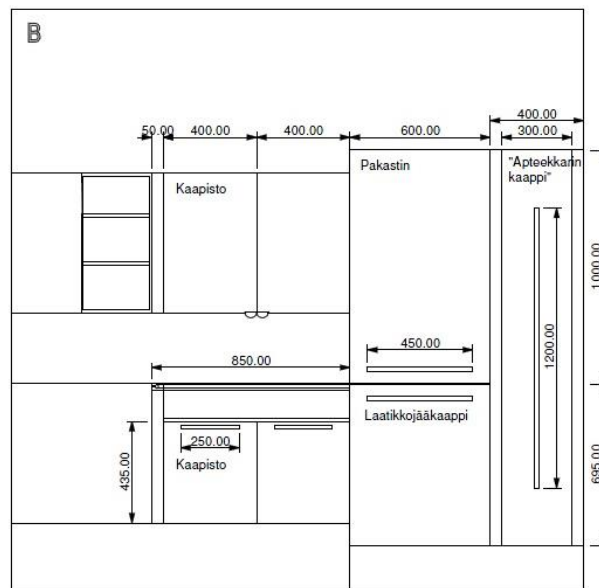 B
400.00
50.00 400.00 400.00 600.00 300.00
Pakastin
"Apteekkarin
kaappi"
Kaapisto
1000.00
450.00
1200.00
850.00
Laatikkojääkaappi
250.00
435.00
Kaapisto
695.00